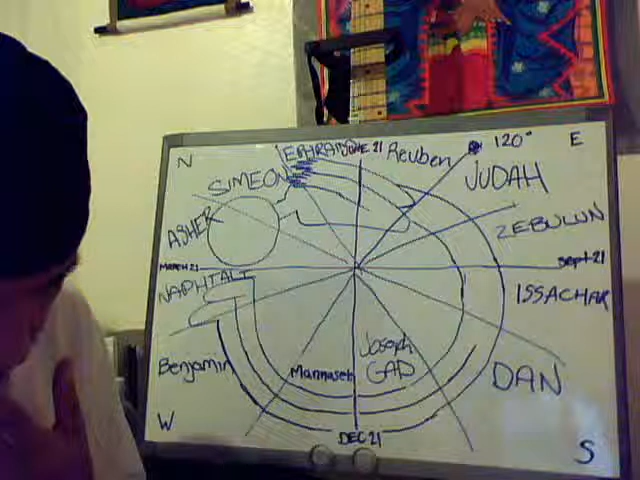 N
EPHRAIM
JUNE 21
Reuben
120°
E
SIMEON
JUDAH
ASHER
ZEBULUN
MARCH 21
Sept 21
NAPHTALI
ISSACHAR
Benjamin
Mannaseh
Joseph
GAD
DAN
W
DEC 21
S